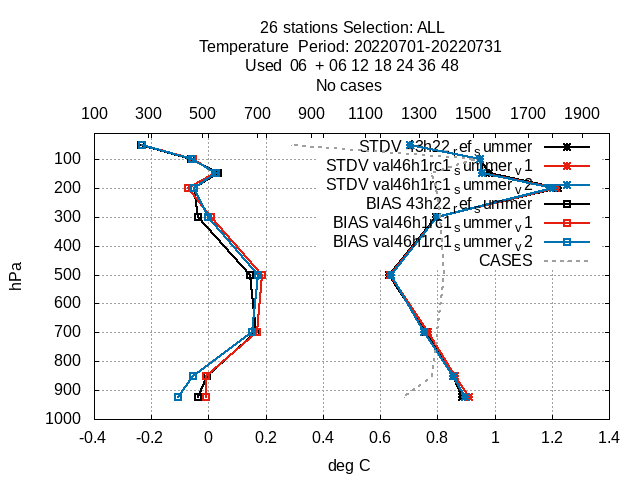 26 stations Selection: ALL
Temperature  Period: 20220701-20220731
Used  06  + 06 12 18 24 36 48
No cases
100 300 500 700 900 1100 1300 1500 1700 1900
STDV 43h22_ref_summer
STDV val46h1rc1_summer_v1
STDV val46h1rc1_summer_v2
BIAS 43h22_ref_summer
BIAS val46h1rc1_summer_v1
BIAS val46h1rc1_summer_v2
CASES
100
200
300
400
500
600
700
800
900
1000
hPa
-0.4 -0.2 0 0.2 0.4 0.6 0.8 1 1.2 1.4
deg C